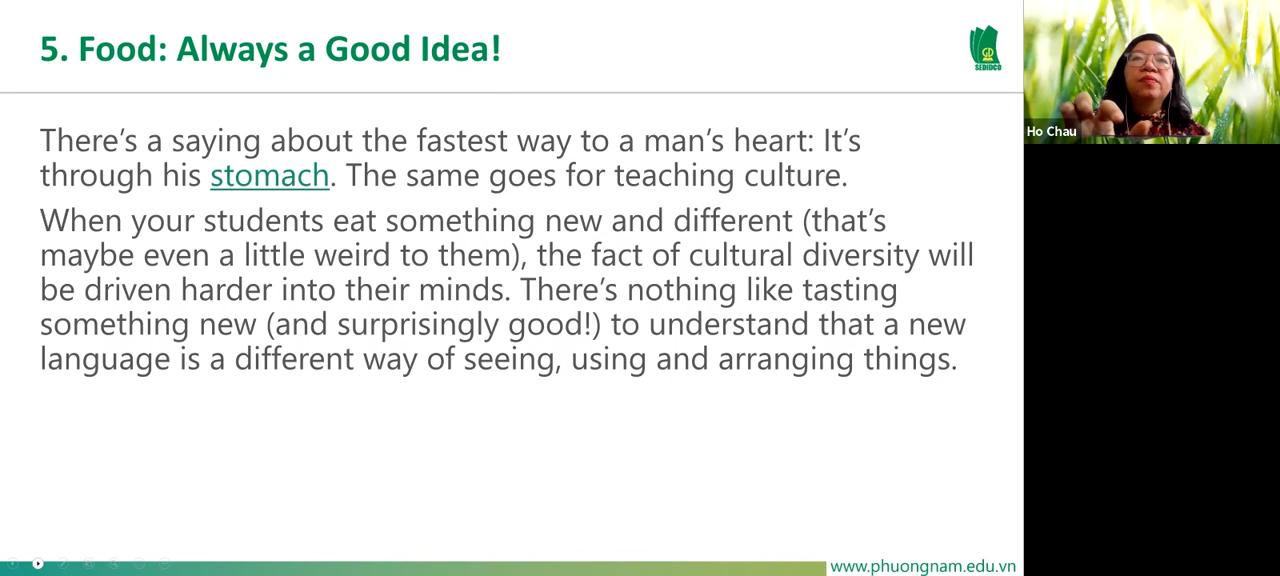 5. Food: Always a Good Idea!
SEDIDCO
Ho Chau
There’s a saying about the fastest way to a man’s heart: It’s
through his stomach. The same goes for teaching culture.
When your students eat something new and different (that’s
maybe even a little weird to them), the fact of cultural diversity will
be driven harder into their minds. There’s nothing like tasting
something new (and surprisingly good!) to understand that a new
language is a different way of seeing, using and arranging things.
www.phuongnam.edu.vn